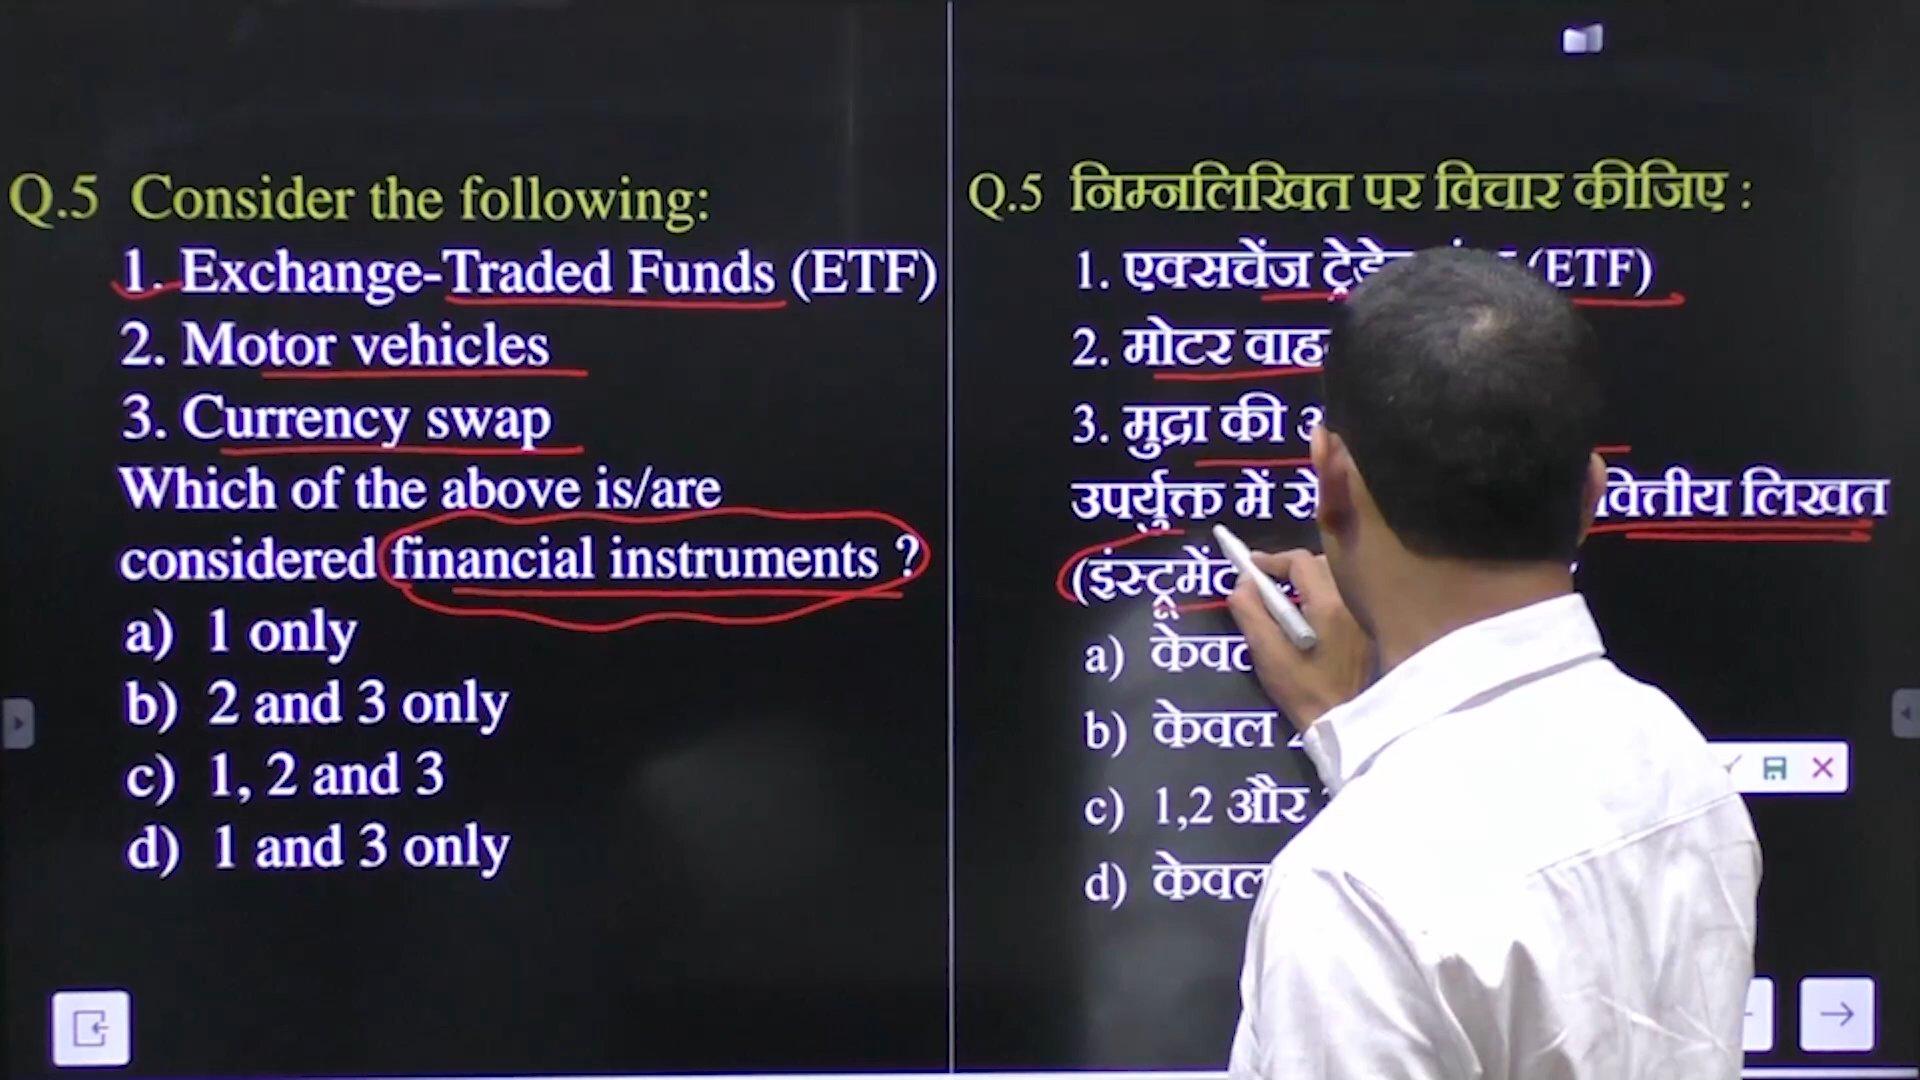 Q.5 Consider the following:
1. Exchange-Traded Funds (ETF)
2. Motor vehicles
3. Currency swap
Which of the above is/are
considered financial instruments ?
a) 1 only
b) 2 and 3 only
c) 1, 2 and 3
d) 1 and 3 only
Q.5 निम्नलिखित पर विचार कीजिए :
1. एक्सचेंज (ETF)
2. मोटर
3. मुद्रा की
उपर्युक्त में वित्तीय लिखत
a)
b) केवल
c) 1,2 और
d) केवल